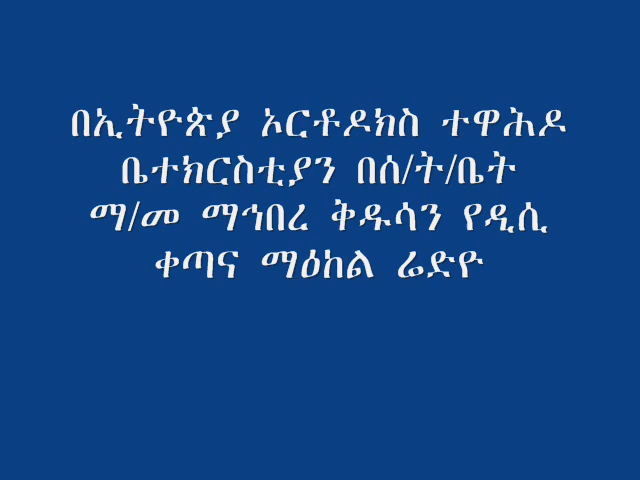 በኢትዮጵያ ኦርቶዶክስ ተዋሕዶ
ቤተክርስቲያን በሰ/ት/ቤት
ማ/መ ማኅበረ ቅዱሳን የዲሲ
ቀጣና ማዕከል ሬድዮ